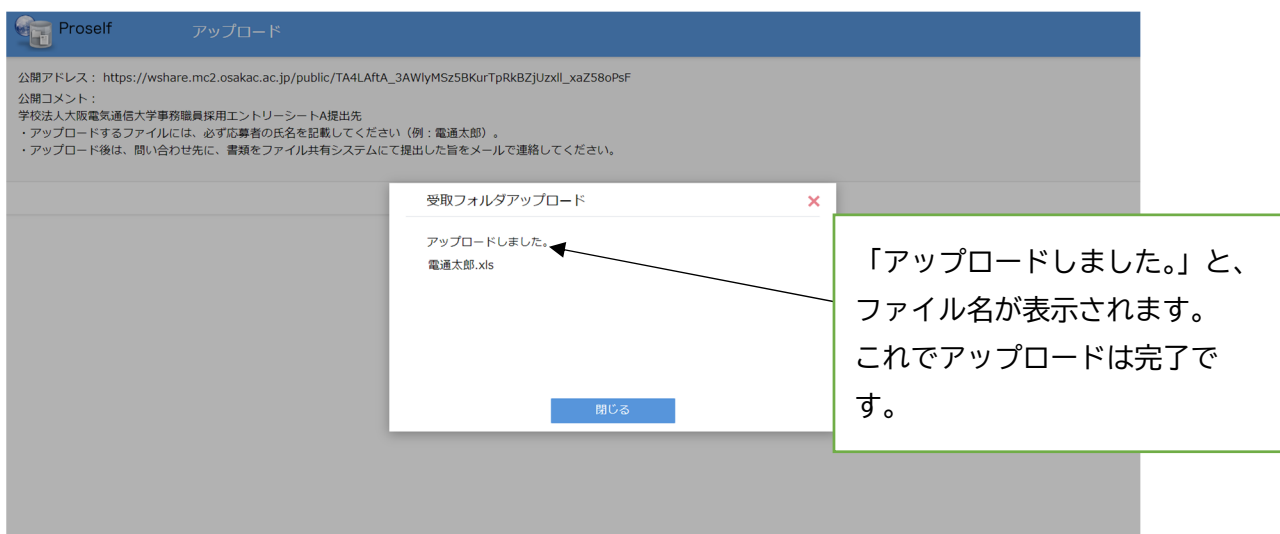 Proself
アップロード
公開アドレス： https://wshare.mc2.osakac.ac.jp/public/TA4LAftA_3AWlyMSz5BKurTpRkBZjUzxll_xaZ58oPsF
公開コメント：
学校法人大阪電気通信大学事務職員採用エントリーシートA提出先
・アップロードするファイルには、必ず応募者の氏名を記載してください（例：電通太郎）。
・アップロード後は、問い合わせ先に、書類をファイル共有システムにて提出した旨をメールで連絡してください。
受取フォルダアップロード
アップロードしました。
電通太郎.xls
閉じる
「アップロードしました。」と、
ファイル名が表示されます。
これでアップロードは完了で
す。